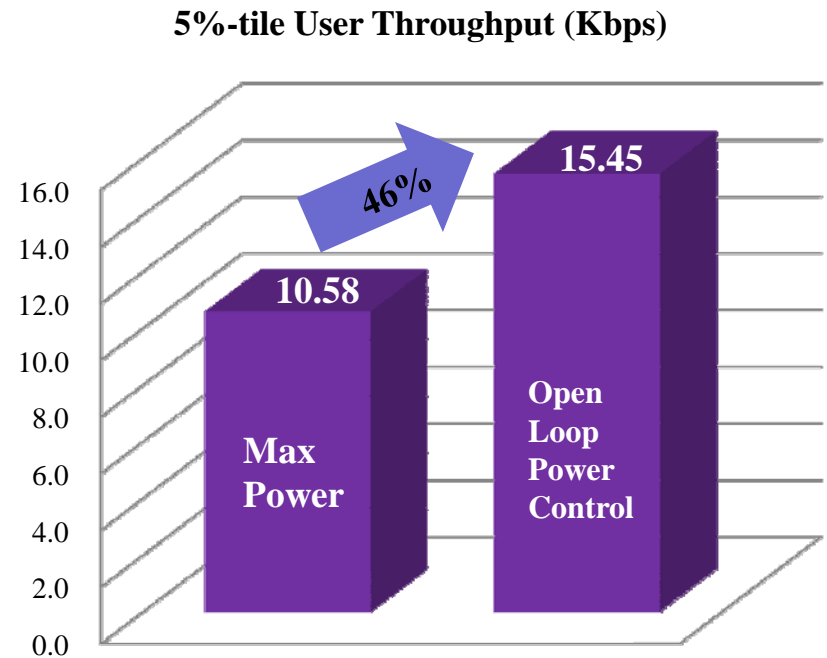 5%-tile User Throughput (Kbps)
16.0
14.0
12.0
10.0
8.0
6.0
4.0
2.0
0.0
46%
10.58
15.45
Max
Power
Open
Loop
Power
Control